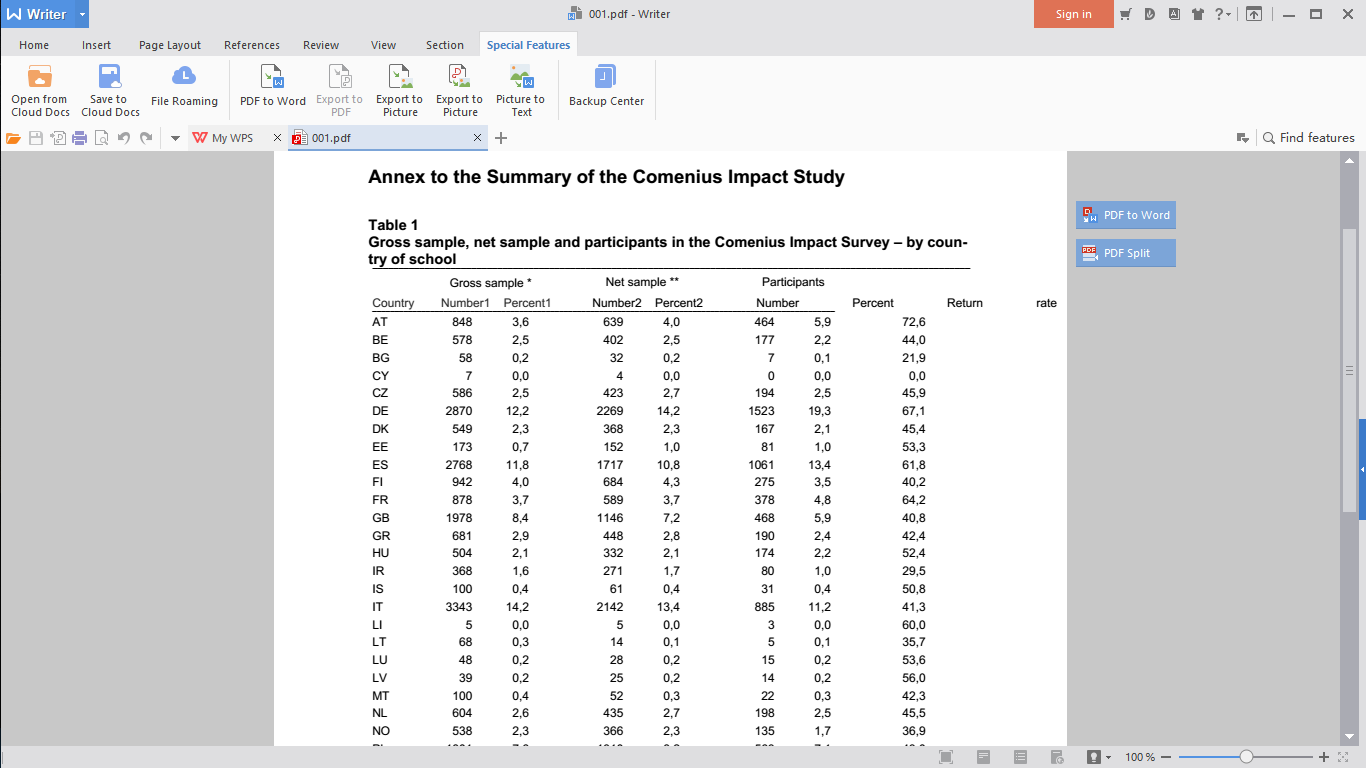 Writer
001.pdf - Writer
Sign in
Home Insert Page Layout References Review View Section Special Features
Open from Cloud Docs
Save to Cloud Docs
File Roaming
PDF to Word
Export to PDF
Export to Picture
Export to Picture
Picture to Text
Backup Center
My WPS
001.pdf
Find features
Annex to the Summary of the Comenius Impact Study
Table 1
Gross sample, net sample and participants in the Comenius Impact Survey – by coun-
try of school
Gross sample * Net sample ** Participants
Country Number1 Percent1 Number2 Percent2 Number Percent Return rate
AT 848 3,6 639 4,0 464 5,9 72,6
BE 578 2,5 402 2,5 177 2,2 44,0
BG 58 0,2 32 0,2 7 0,1 21,9
CY 7 0,0 4 0,0 0 0,0 0,0
CZ 586 2,5 423 2,7 194 2,5 45,9
DE 2870 12,2 2269 14,2 1523 19,3 67,1
DK 549 2,3 368 2,3 167 2,1 45,4
EE 173 0,7 152 1,0 81 1,0 53,3
ES 2768 11,8 1717 10,8 1061 13,4 61,8
FI 942 4,0 684 4,3 275 3,5 40,2
FR 878 3,7 589 3,7 378 4,8 64,2
GB 1978 8,4 1146 7,2 468 5,9 40,8
GR 681 2,9 448 2,8 190 2,4 42,4
HU 504 2,1 332 2,1 174 2,2 52,4
IR 368 1,6 271 1,7 80 1,0 29,5
IS 100 0,4 61 0,4 31 0,4 50,8
IT 3343 14,2 2142 13,4 885 11,2 41,3
LI 5 0,0 5 0,0 3 0,0 60,0
LT 68 0,3 14 0,1 5 0,1 35,7
LU 48 0,2 28 0,2 15 0,2 53,6
LV 39 0,2 25 0,2 14 0,2 56,0
MT 100 0,4 52 0,3 22 0,3 42,3
NL 604 2,6 435 2,7 198 2,5 45,5
NO 538 2,3 366 2,3 135 1,7 36,9
PDF to Word
PDF Split
100 %